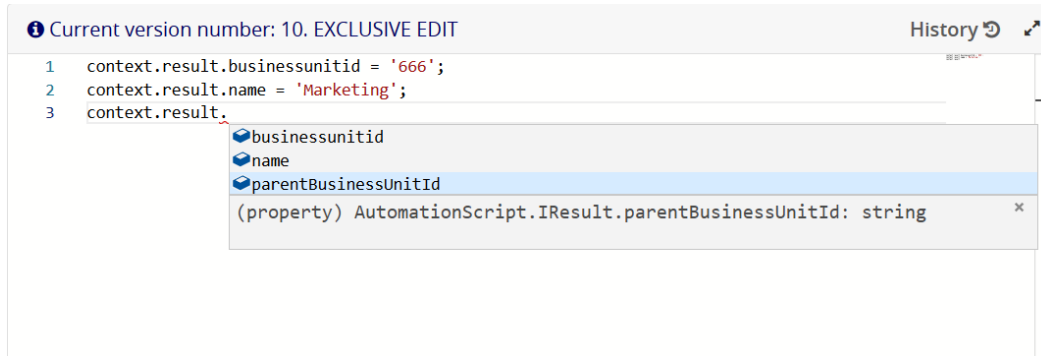 Current version number: 10. EXCLUSIVE EDIT History
1 context.result.businessunitid = '666';
2 context.result.name = 'Marketing';
3 context.result.
businessunitid
name
parentBusinessUnitId
(property) AutomationScript.IResult.parentBusinessUnitId: string ×